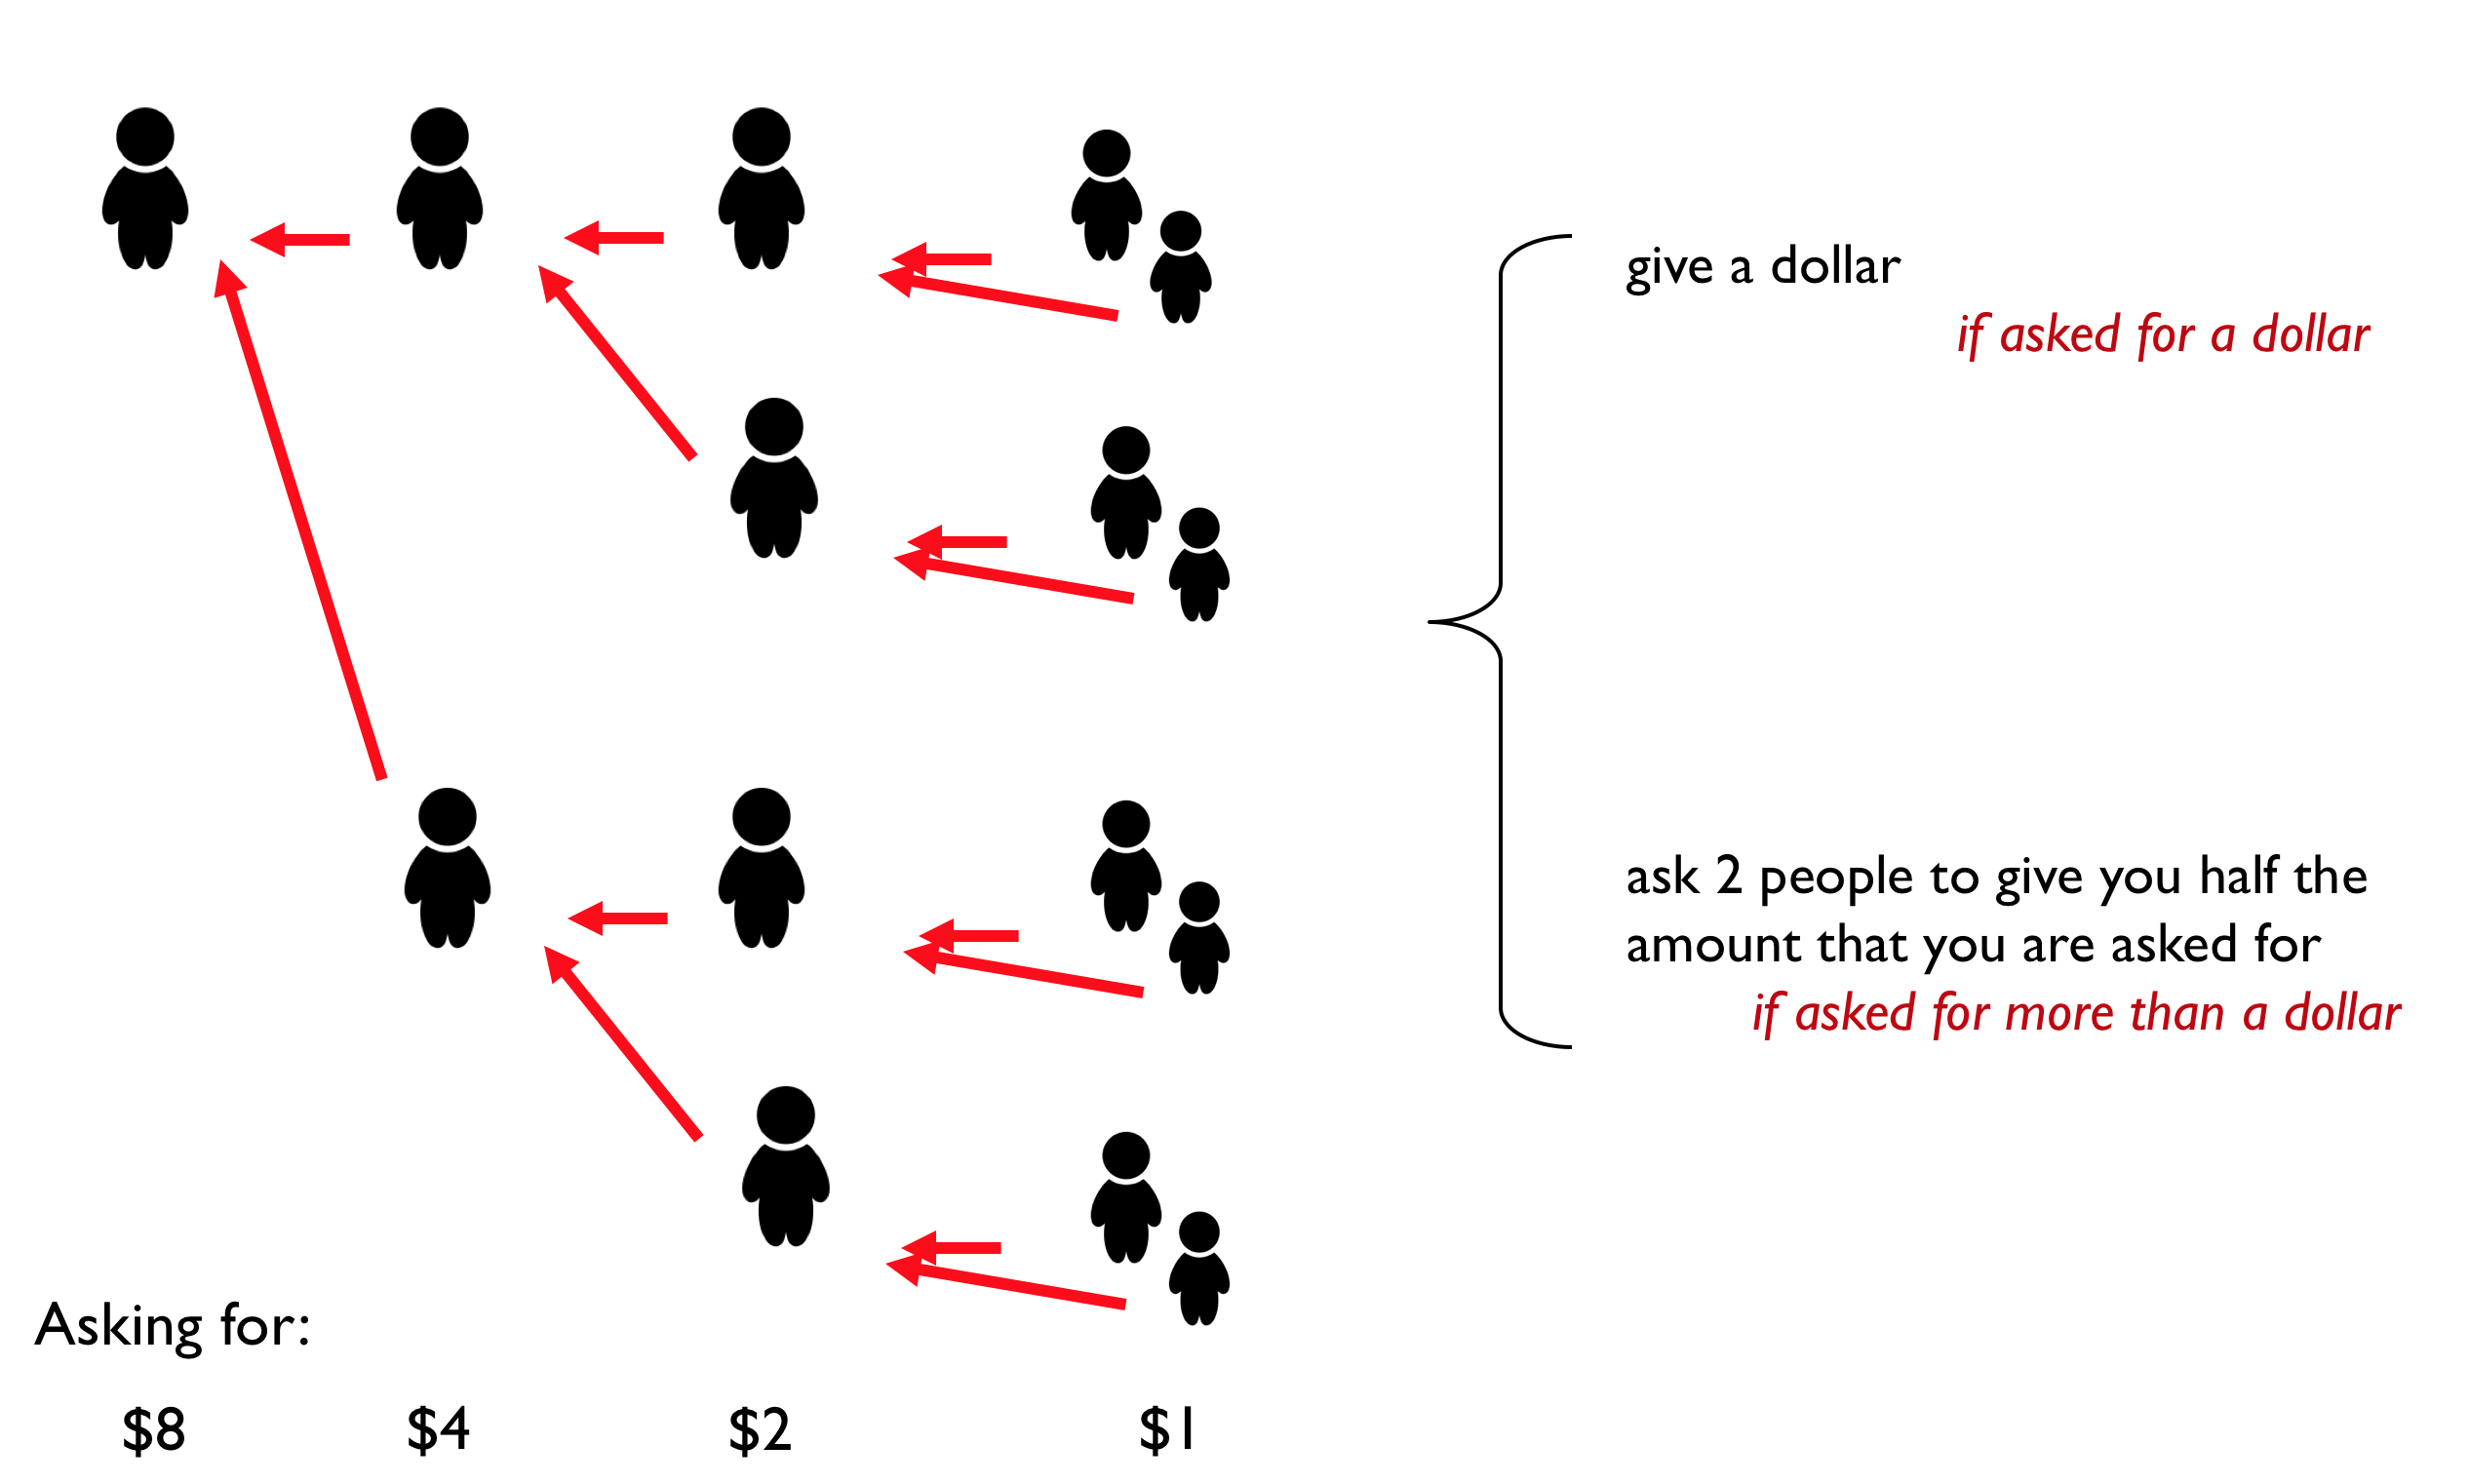 give a dollar
if asked for a dollar
ask 2 people to give you half the
amount that you are asked for
if asked for more than a dollar
Asking for:
$8 $4 $2 $1